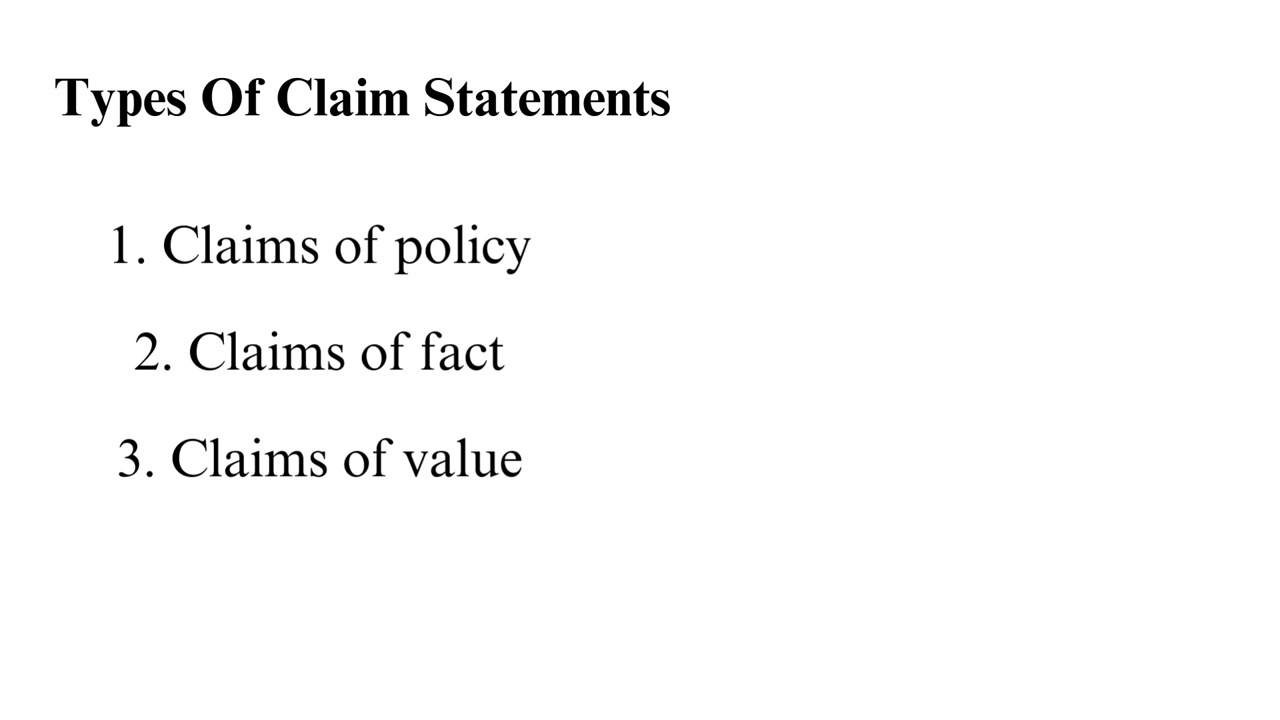 Types Of Claim Statements
1. Claims of policy
2. Claims of fact
3. Claims of value